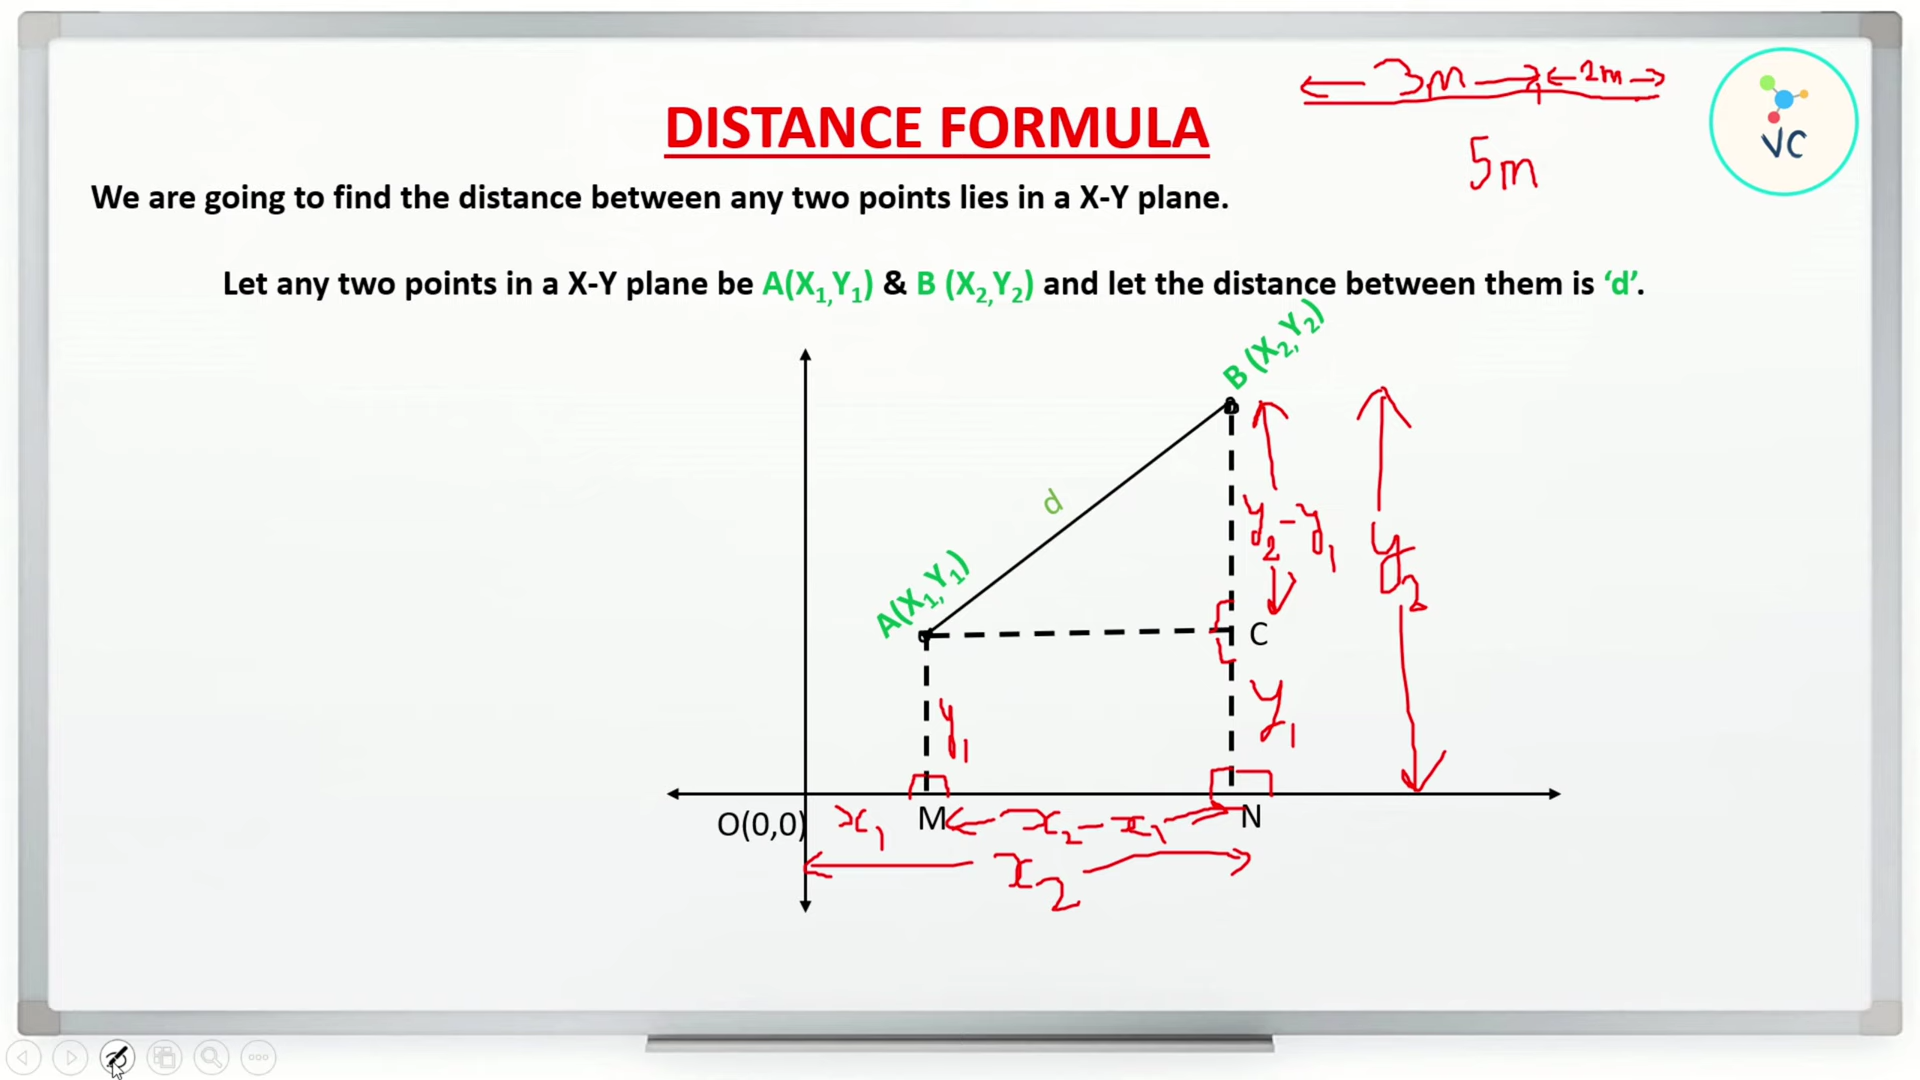 3m 2m
5m
VC
DISTANCE FORMULA
We are going to find the distance between any two points lies in a X-Y plane.
Let any two points in a X-Y plane be A(X₁,Y₁) & B (X₂,Y₂) and let the distance between them is ‘d’.
B (X₂,Y₂)
d
y₂-y₁
y₂
A(X₁,Y₁)
C
y₁
y₁
O(0,0)
x₁
M
x₂-x₁
N
x₂